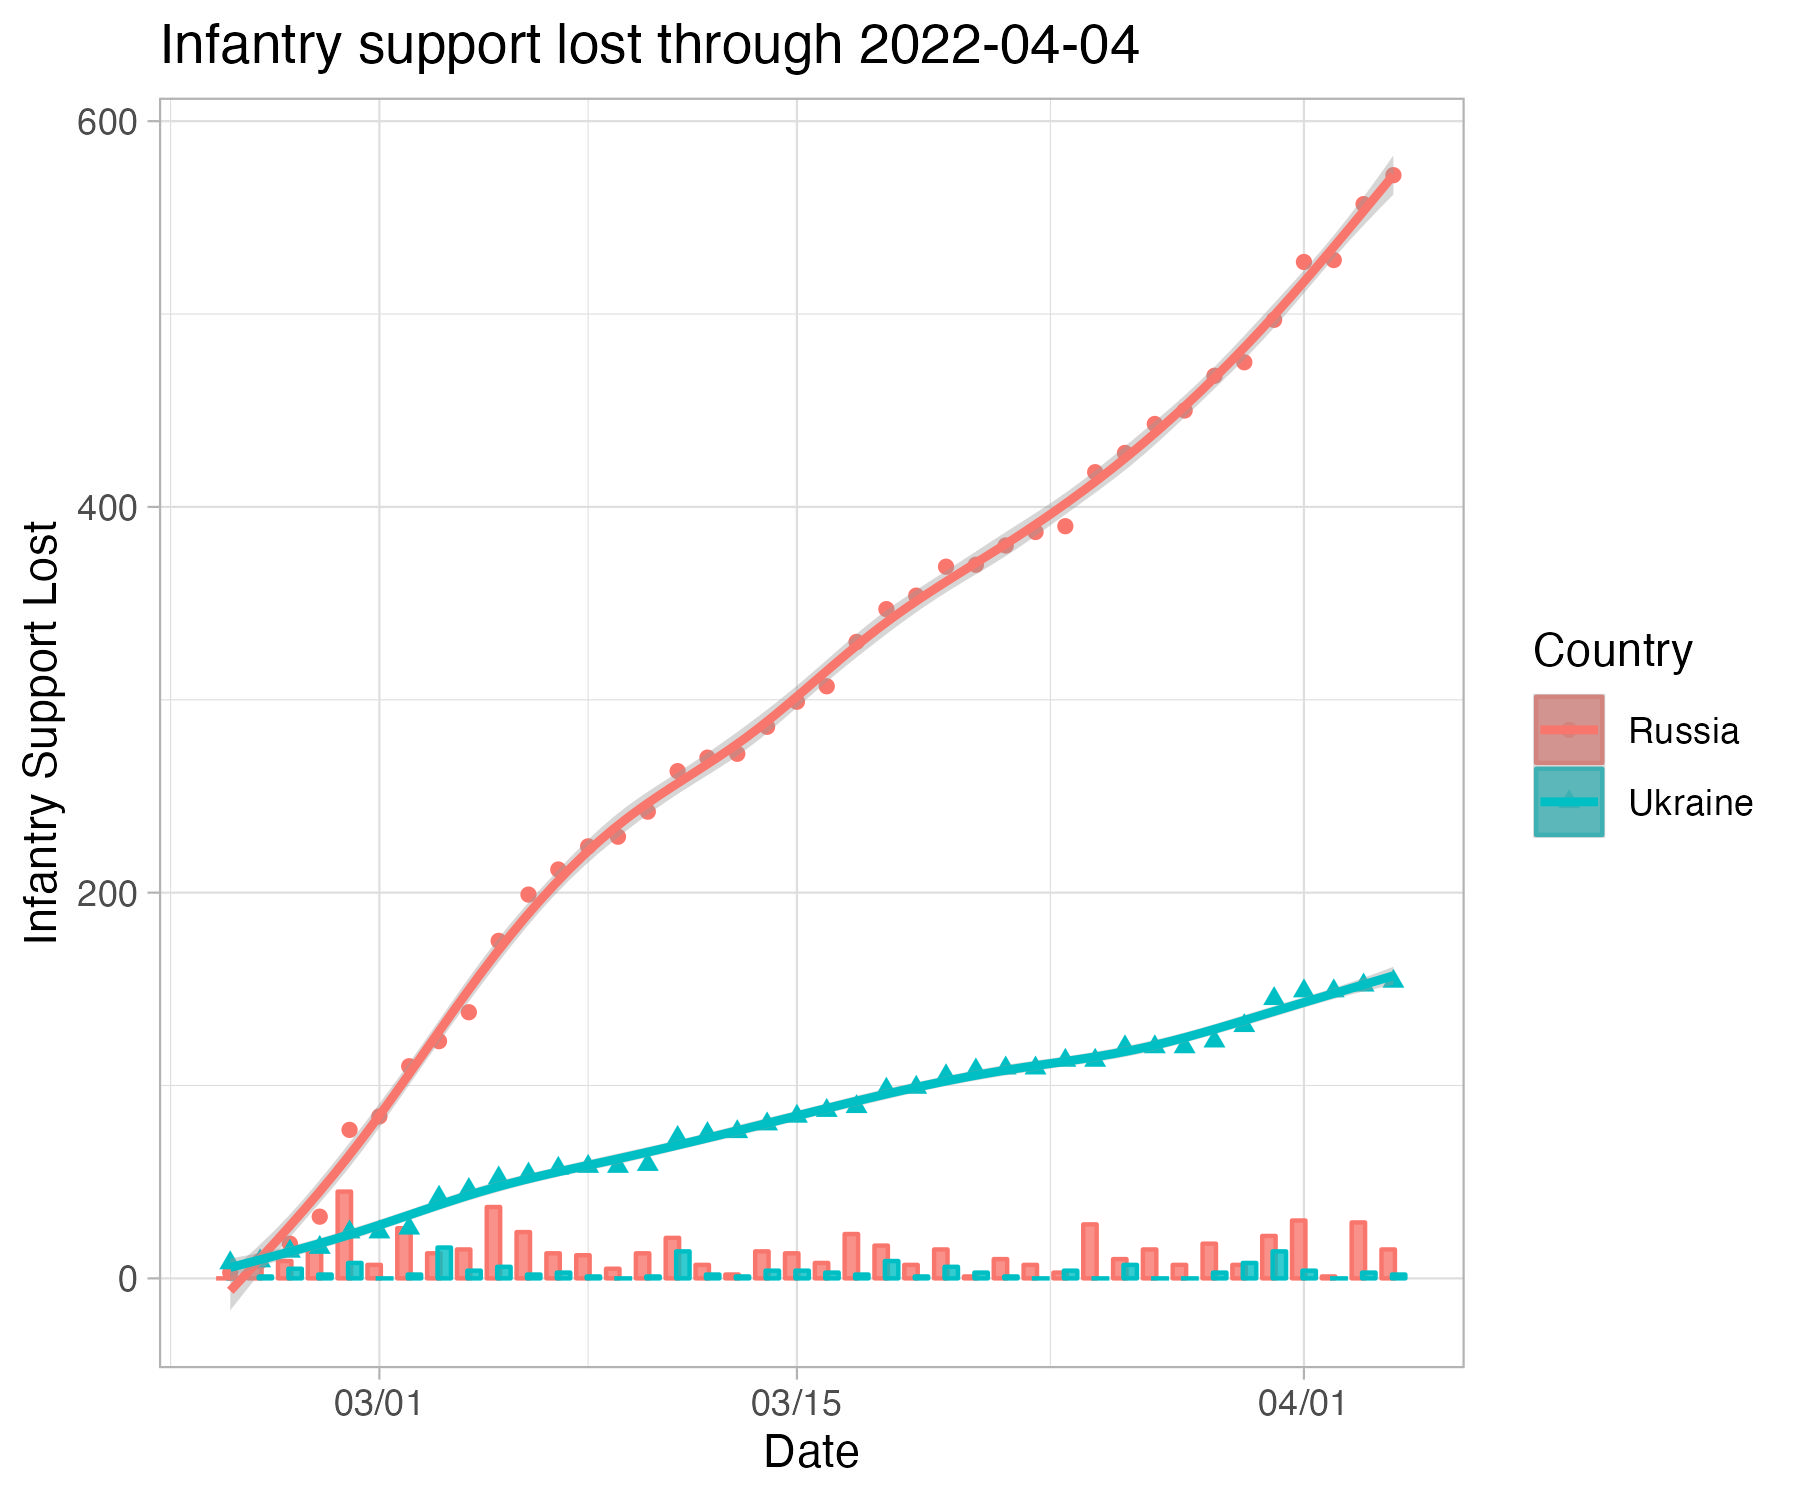 Infantry support lost through 2022-04-04
Infantry Support Lost
600
400
200
0
03/01
03/15
04/01
Date
Country
Russia
Ukraine